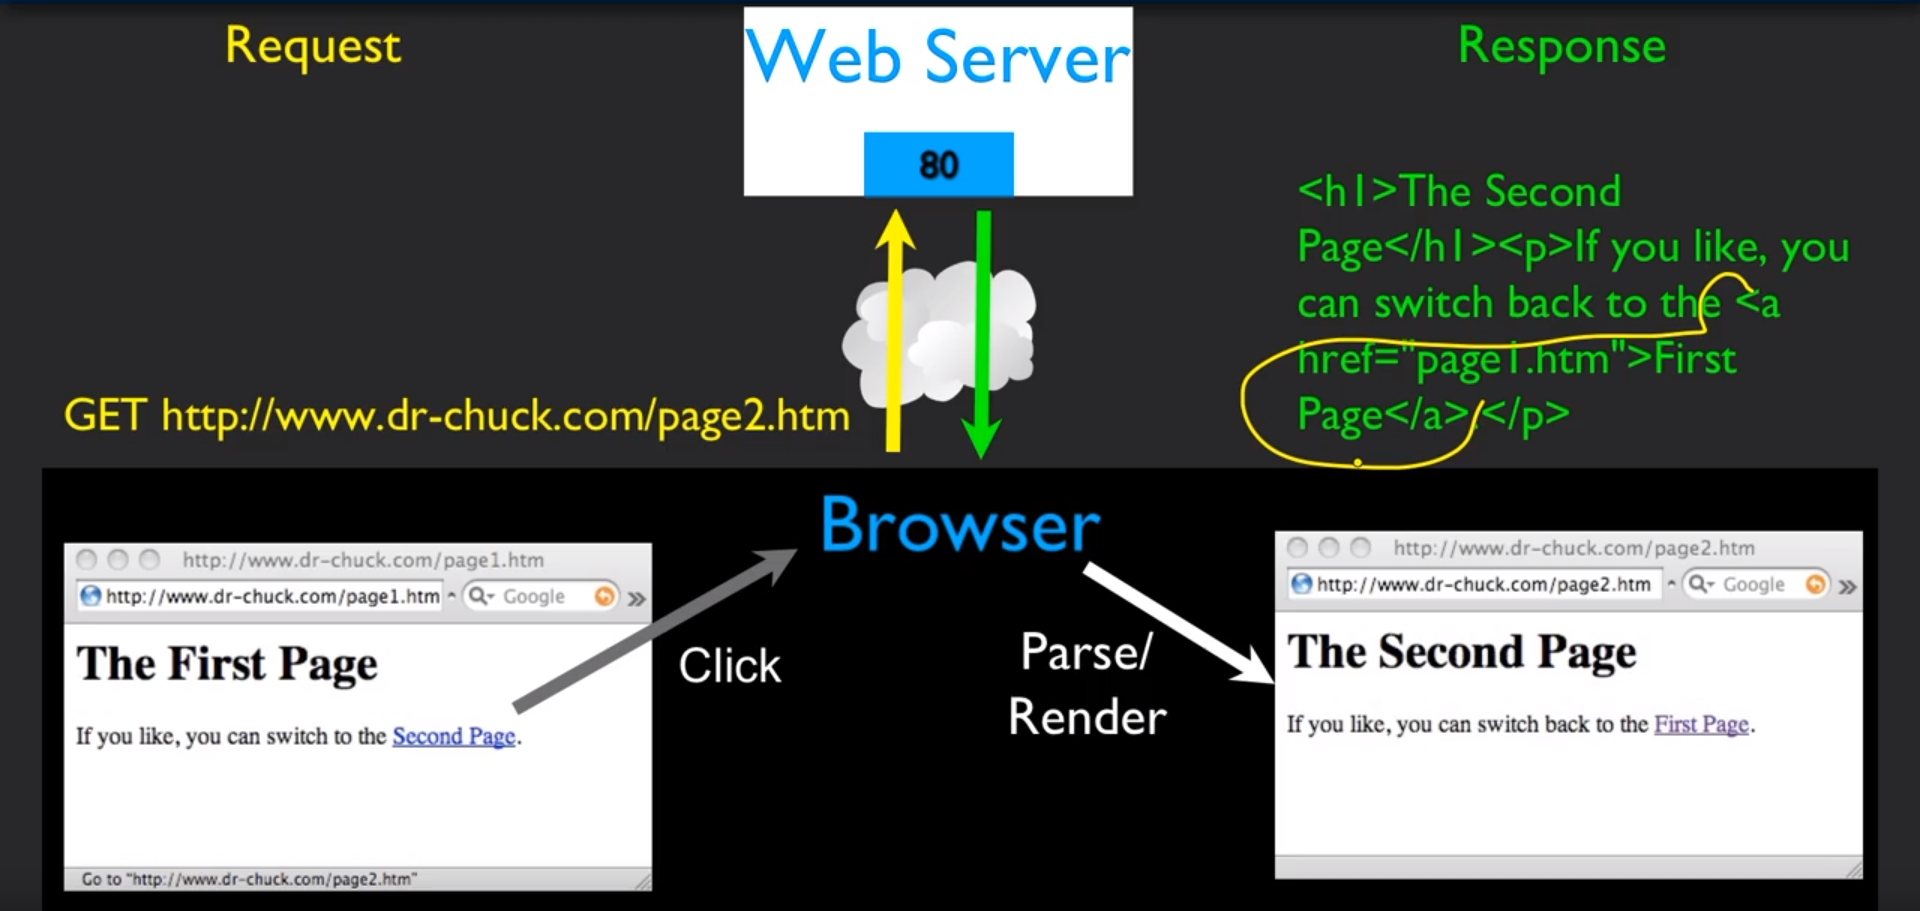 Request
Web Server
Response
80
<h1>The Second
Page</h1><p>If you like, you
can switch back to the <a
href="page1.htm">First
Page</a>.</p>
GET http://www.dr-chuck.com/page2.htm
Browser
http://www.dr-chuck.com/page1.htm
http://www.dr-chuck.com/page1.htm
Google
The First Page
If you like, you can switch to the Second Page.
Go to "http://www.dr-chuck.com/page2.htm"
Click
Parse/
Render
http://www.dr-chuck.com/page2.htm
http://www.dr-chuck.com/page2.htm
Google
The Second Page
If you like, you can switch back to the First Page.